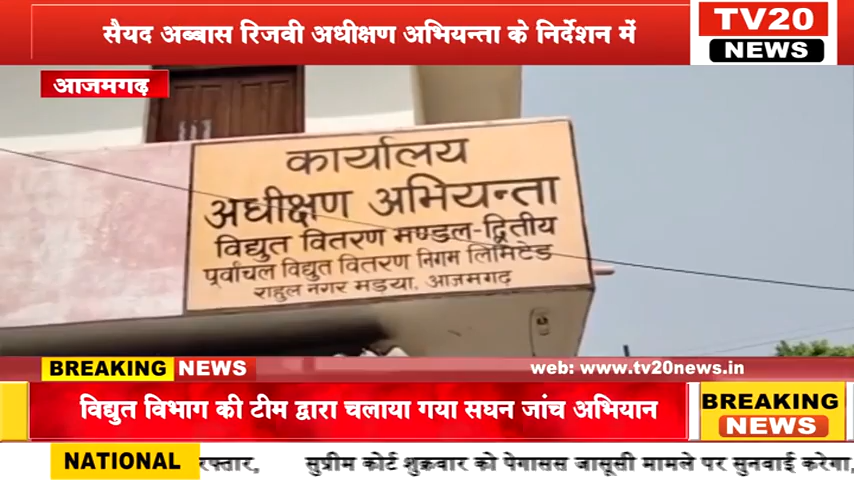 सैयद अब्बास रिजवी अधीक्षण अभियन्ता के निर्देशन में
TV20
NEWS
आजमगढ़
कार्यालय
अधीक्षण अभियन्ता
विद्युत वितरण मण्डल-द्वितीय
पूर्वांचल विद्युत वितरण निगम लिमिटेड
राहुल नगर मड़या, आजमगढ़
BREAKING NEWS
web: www.tv20news.in
विद्युत विभाग की टीम द्वारा चलाया गया सघन जांच अभियान
BREAKING
NEWS
NATIONAL
रफ्तार, सुप्रीम कोर्ट शुक्रवार को पेगासस जासूसी मामले पर सुनवाई करेगा,